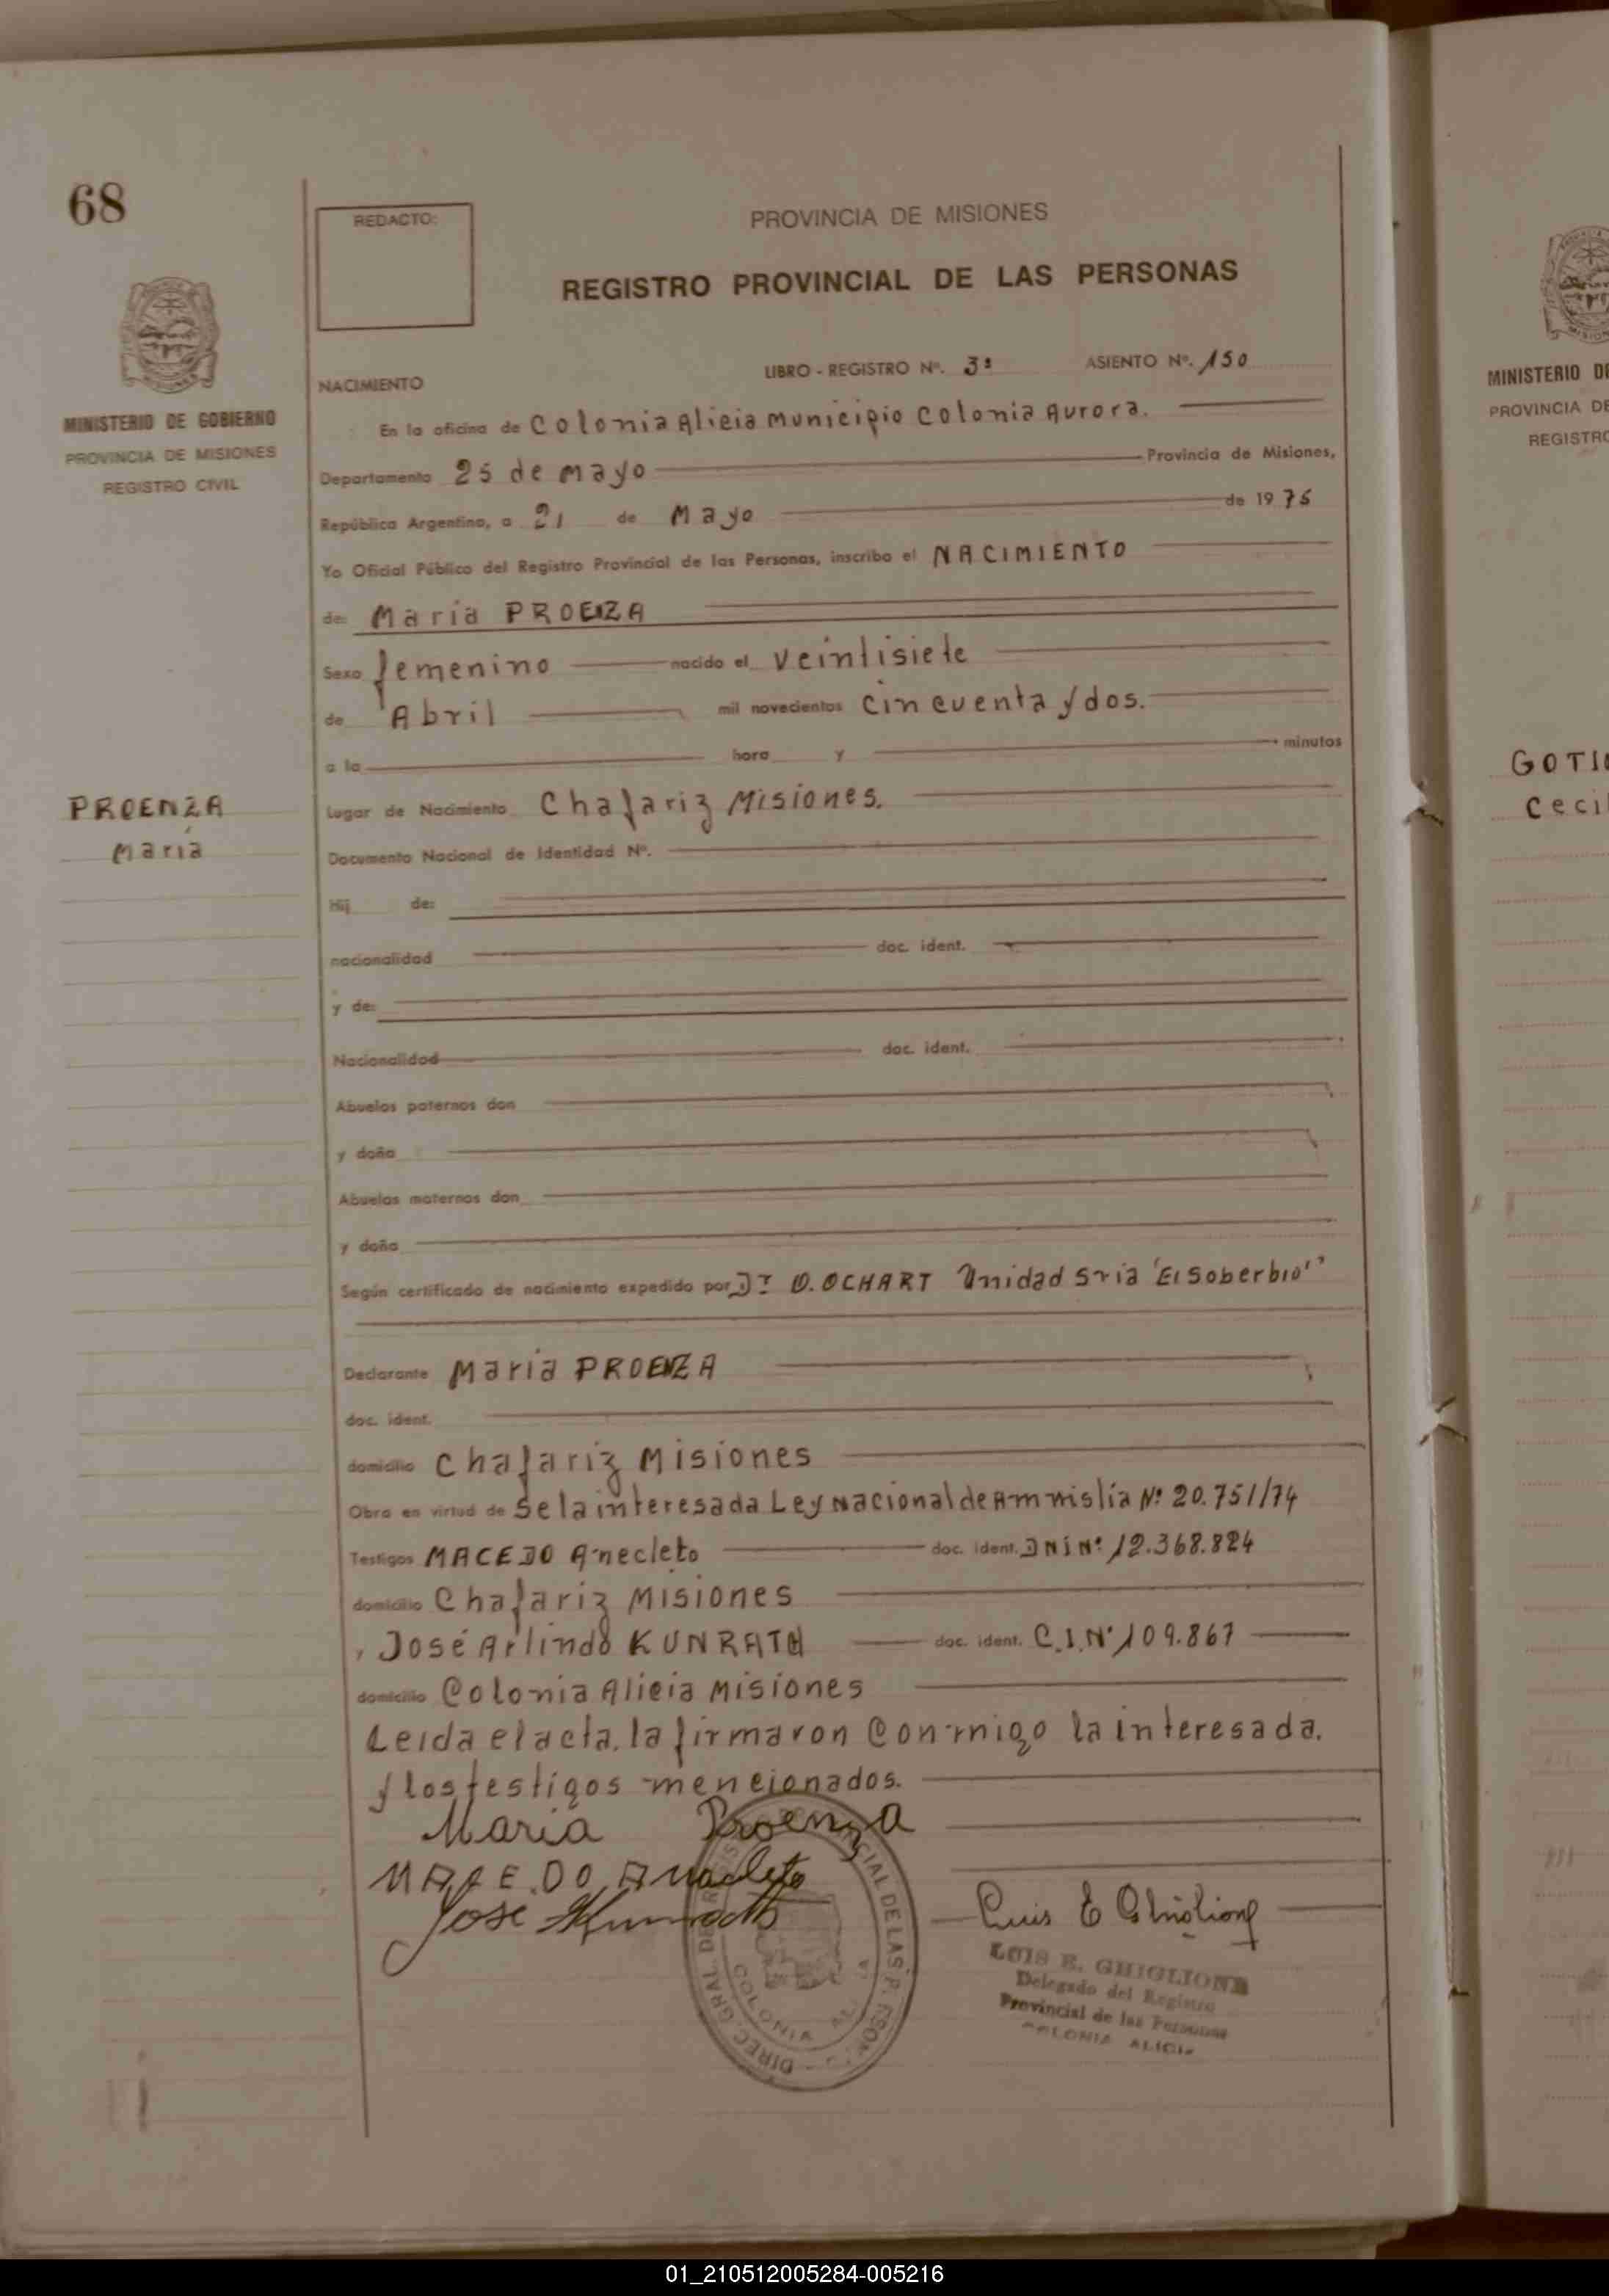 68
REDACTO:
PROVINCIA DE MISIONES
REGISTRO PROVINCIAL DE LAS PERSONAS
MINISTERIO DE GOBIERNO
PROVINCIA DE MISIONES
REGISTRO CIVIL
NACIMIENTO
LIBRO - REGISTRO Nº. 3º ASIENTO Nº. 150
En la oficina de Colonia Alicia Municipio Colonia Aurora.
Departamento 25 de Mayo Provincia de Misiones,
República Argentina, a 21 de Mayo de 1975
Yo Oficial Público del Registro Provincial de las Personas, inscribo el NACIMIENTO
de: Maria PROENZA
Sexo femenino nacido el veintisiete
de Abril mil novecientos cincuenta y dos.
a la hora y minutos
PROENZA
María
Lugar de Nacimiento Chafariz Misiones.
Documento Nacional de Identidad Nº.
Hij de:
nacionalidad doc. ident.
y de:
Nacionalidad doc. ident.
Abuelos paternos don
y doña
Abuelos maternos don
y doña
Según certificado de nacimiento expedido por Dr O. OCHART Unidad Sria "El Soberbio"
Declarante Maria PROENZA
doc. ident.
domicilio Chafariz Misiones
Obra en virtud de Se la interesada Ley Nacional de Amnistía Nº 20.751/74
Testigos MACEDO Anecleto doc. ident. DNI Nº 12.368.824
domicilio Chafariz Misiones
y José Arlindo KUNRATH doc. ident. C.I. Nº 109.867
domicilio Colonia Alicia Misiones
Leida el acta, la firmaron conmigo la interesada.
y los testigos mencionados.
Maria Proenza
MACE.DO Anacleto
José Kunrath
Luis E Ghiglione
LUIS E. GHIGLIONE
Delegado del Registro
Provincial de las Personas
COLONIA ALICIA
MINISTERIO DE
PROVINCIA DE
REGISTRO
GOTI
Ceci
01_210512005284-005216